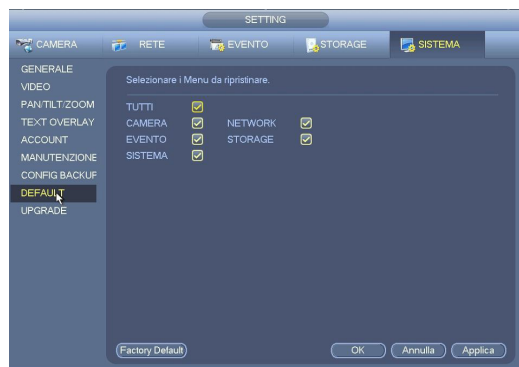 SETTING
CAMERA RETE EVENTO STORAGE SISTEMA
GENERALE
VIDEO
PAN/TILT/ZOOM
TEXT OVERLAY
ACCOUNT
MANUTENZIONE
CONFIG BACKUF
DEFAULT
UPGRADE
Selezionare i Menu da ripristinare.
TUTTI
CAMERA NETWORK
EVENTO STORAGE
SISTEMA
Factory Default OK Annulla Applica